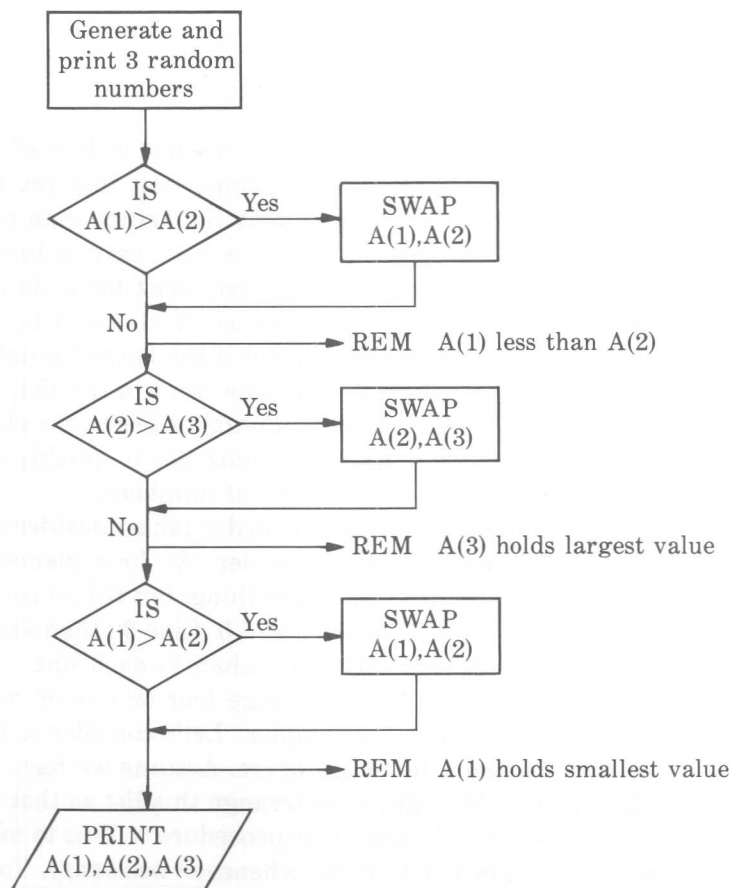 Generate and
print 3 random
numbers
IS
A(1)>A(2)
Yes
SWAP
A(1),A(2)
No
REM A(1) less than A(2)
IS
A(2)>A(3)
Yes
SWAP
A(2),A(3)
No
REM A(3) holds largest value
IS
A(1)>A(2)
Yes
SWAP
A(1),A(2)
REM A(1) holds smallest value
PRINT
A(1),A(2),A(3)